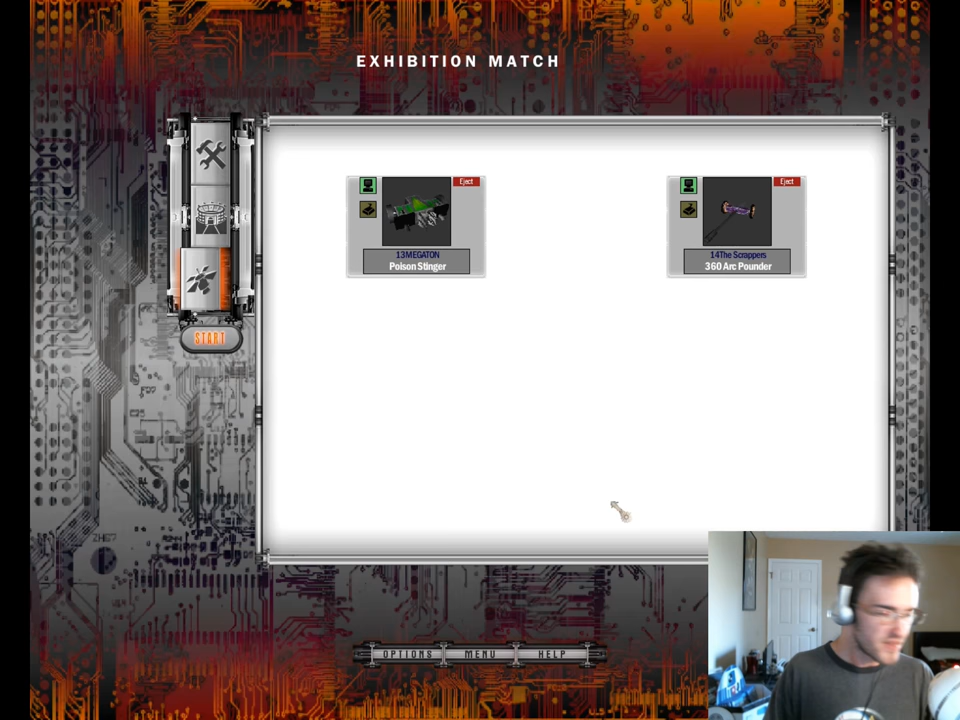 EXHIBITION MATCH
Eject
13MEGATON
Poison Stinger
Eject
14The Scrappers
360 Arc Pounder
START
OPTIONS MENU HELP